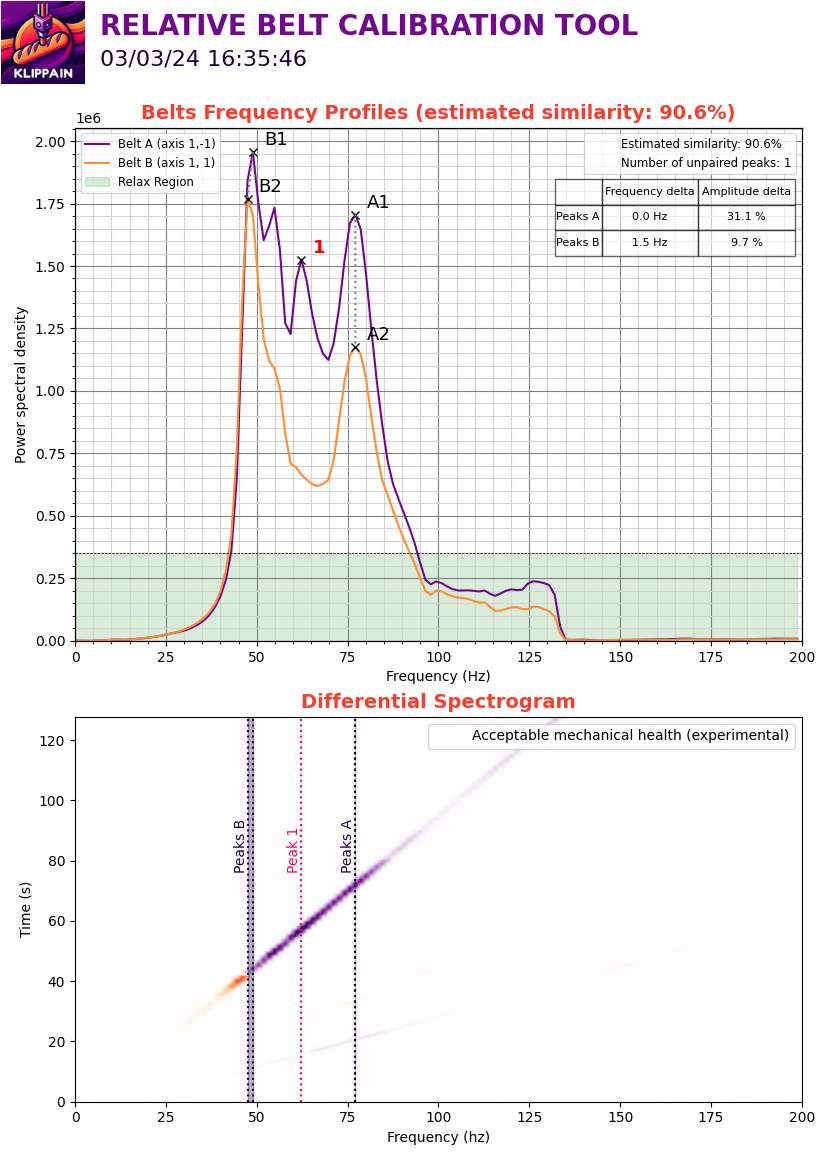 KLIPPAIN
RELATIVE BELT CALIBRATION TOOL
03/03/24 16:35:46
Belts Frequency Profiles (estimated similarity: 90.6%)
1e6
Belt A (axis 1,-1)
Belt B (axis 1, 1)
Relax Region
Estimated similarity: 90.6%
Number of unpaired peaks: 1
Frequency delta Amplitude delta
Peaks A 0.0 Hz 31.1 %
Peaks B 1.5 Hz 9.7 %
B1
B2
A1
1
A2
2.00
1.75
1.50
1.25
1.00
0.75
0.50
0.25
0.00
Power spectral density
0 25 50 75 100 125 150 175 200
Frequency (Hz)
Differential Spectrogram
Acceptable mechanical health (experimental)
Peaks B
Peak 1
Peaks A
120
100
80
60
40
20
0
Time (s)
0 25 50 75 100 125 150 175 200
Frequency (hz)